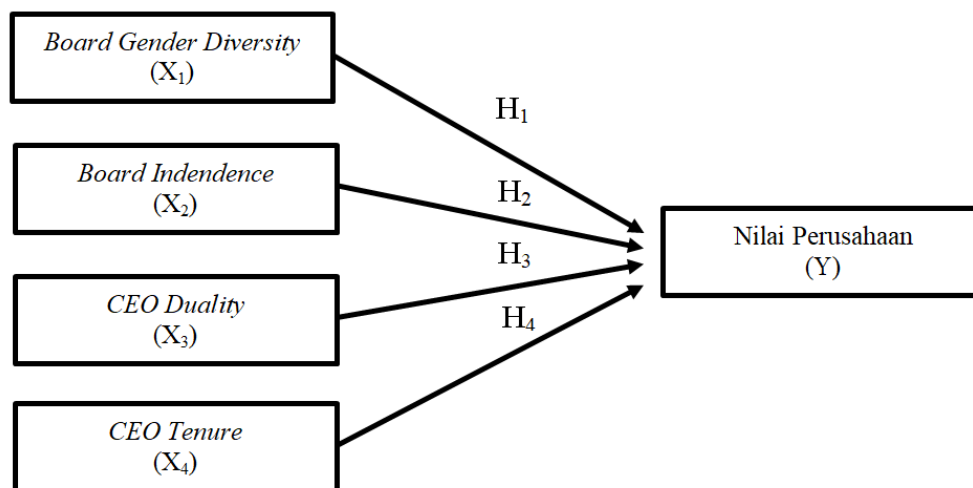 Board Gender Diversity
(X₁)
H₁
Board Indendence
(X₂)
H₂
Nilai Perusahaan
(Y)
H₃
CEO Duality
(X₃)
H₄
CEO Tenure
(X₄)